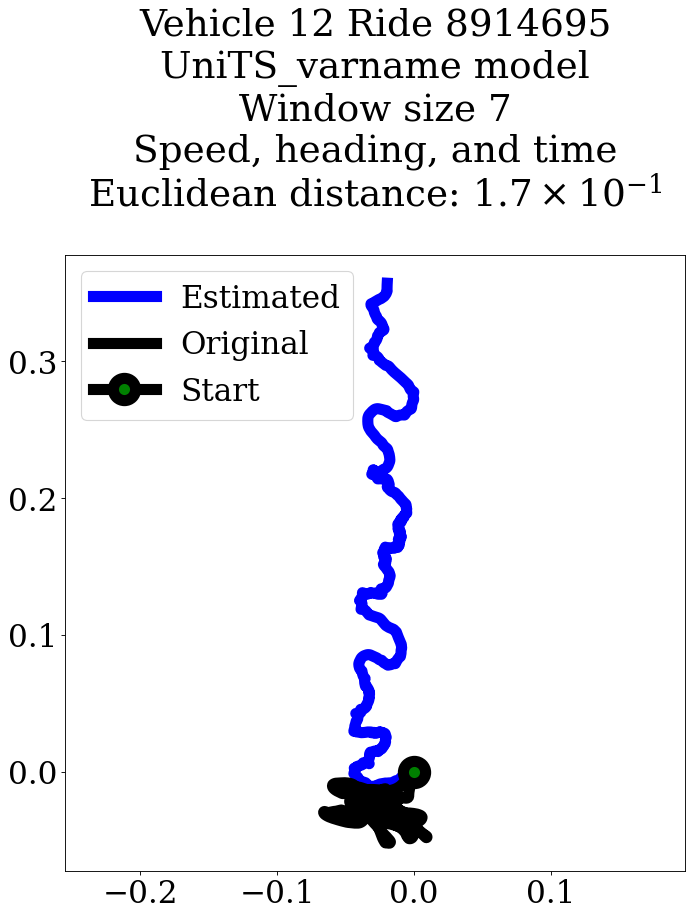 Vehicle 12 Ride 8914695
UniTS_varname model
Window size 7
Speed, heading, and time
Euclidean distance: 1.7 × 10⁻¹
Estimated
Original
Start
0.3
0.2
0.1
0.0
−0.2
−0.1
0.0
0.1